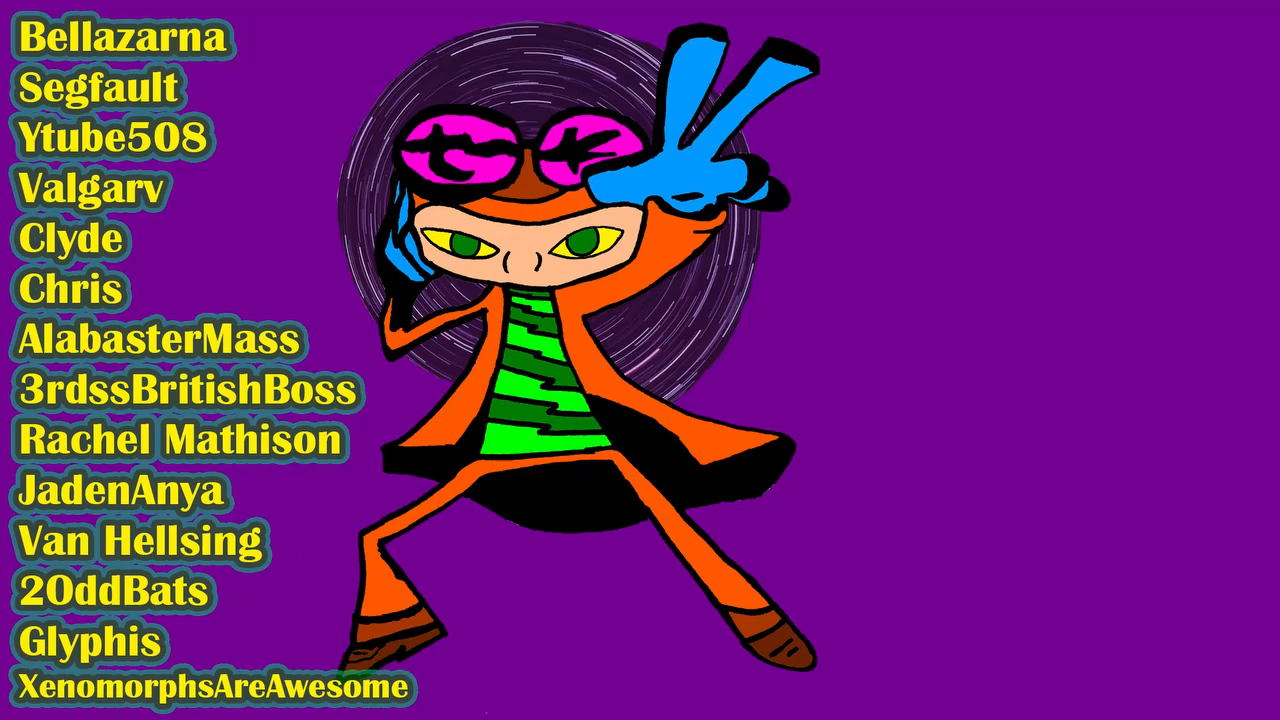 Bellazarna
Segfault
Ytube508
Valgarv
Clyde
Chris
AlabasterMass
3rdssBritishBoss
Rachel Mathison
JadenAnya
Van Hellsing
2OddBats
Glyphis
XenomorphsAreAwesome